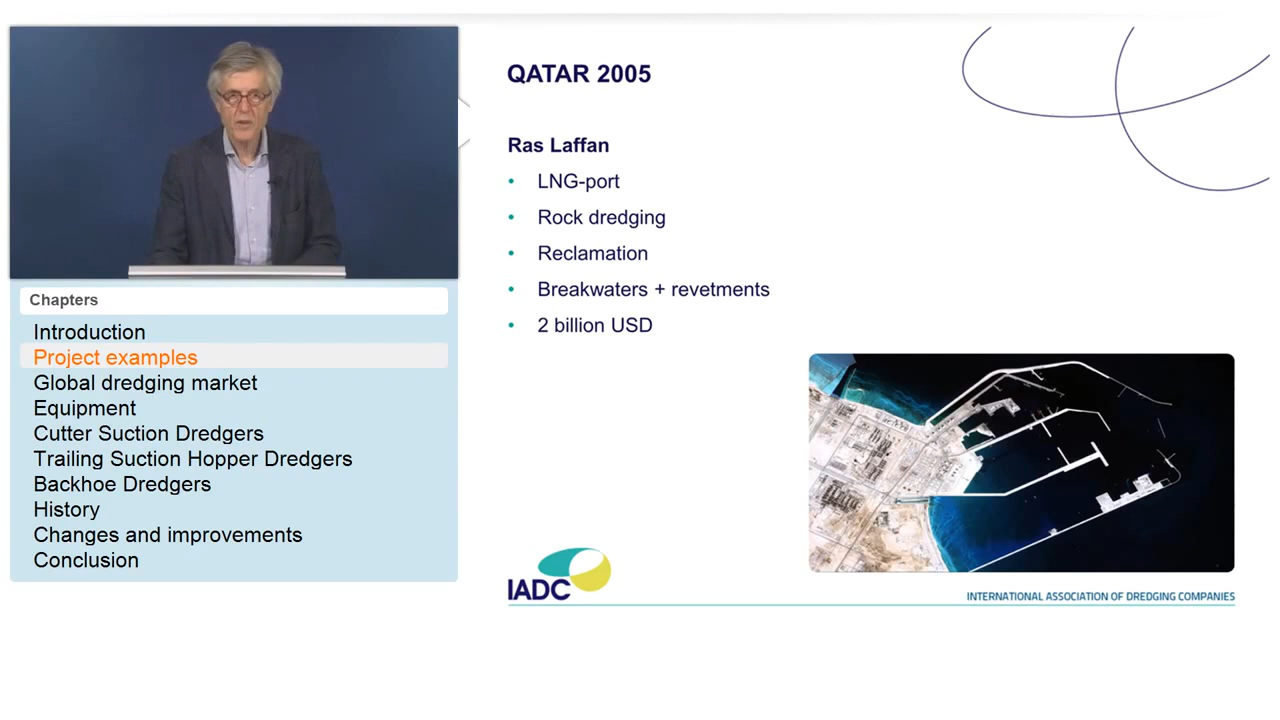 QATAR 2005
Ras Laffan
• LNG-port
• Rock dredging
• Reclamation
• Breakwaters + revetments
• 2 billion USD
Chapters
Introduction
Project examples
Global dredging market
Equipment
Cutter Suction Dredgers
Trailing Suction Hopper Dredgers
Backhoe Dredgers
History
Changes and improvements
Conclusion
IADC
INTERNATIONAL ASSOCIATION OF DREDGING COMPANIES